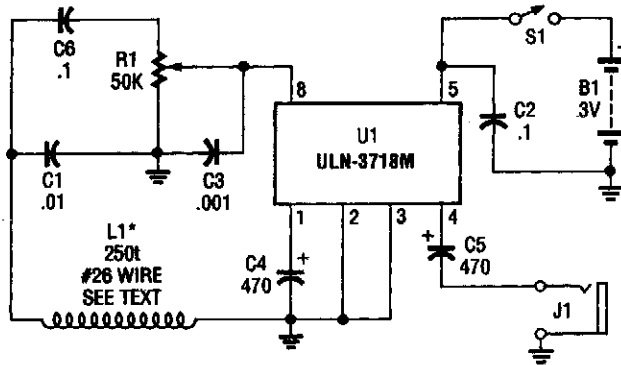 C6
.1
R1
50K
S1
8
5
C2
.1
B1
3V
U1
ULN-3718M
C1
.01
C3
.001
1
2
3
4
L1*
250t
#26 WIRE
SEE TEXT
C4
470
+
+
C5
470
J1